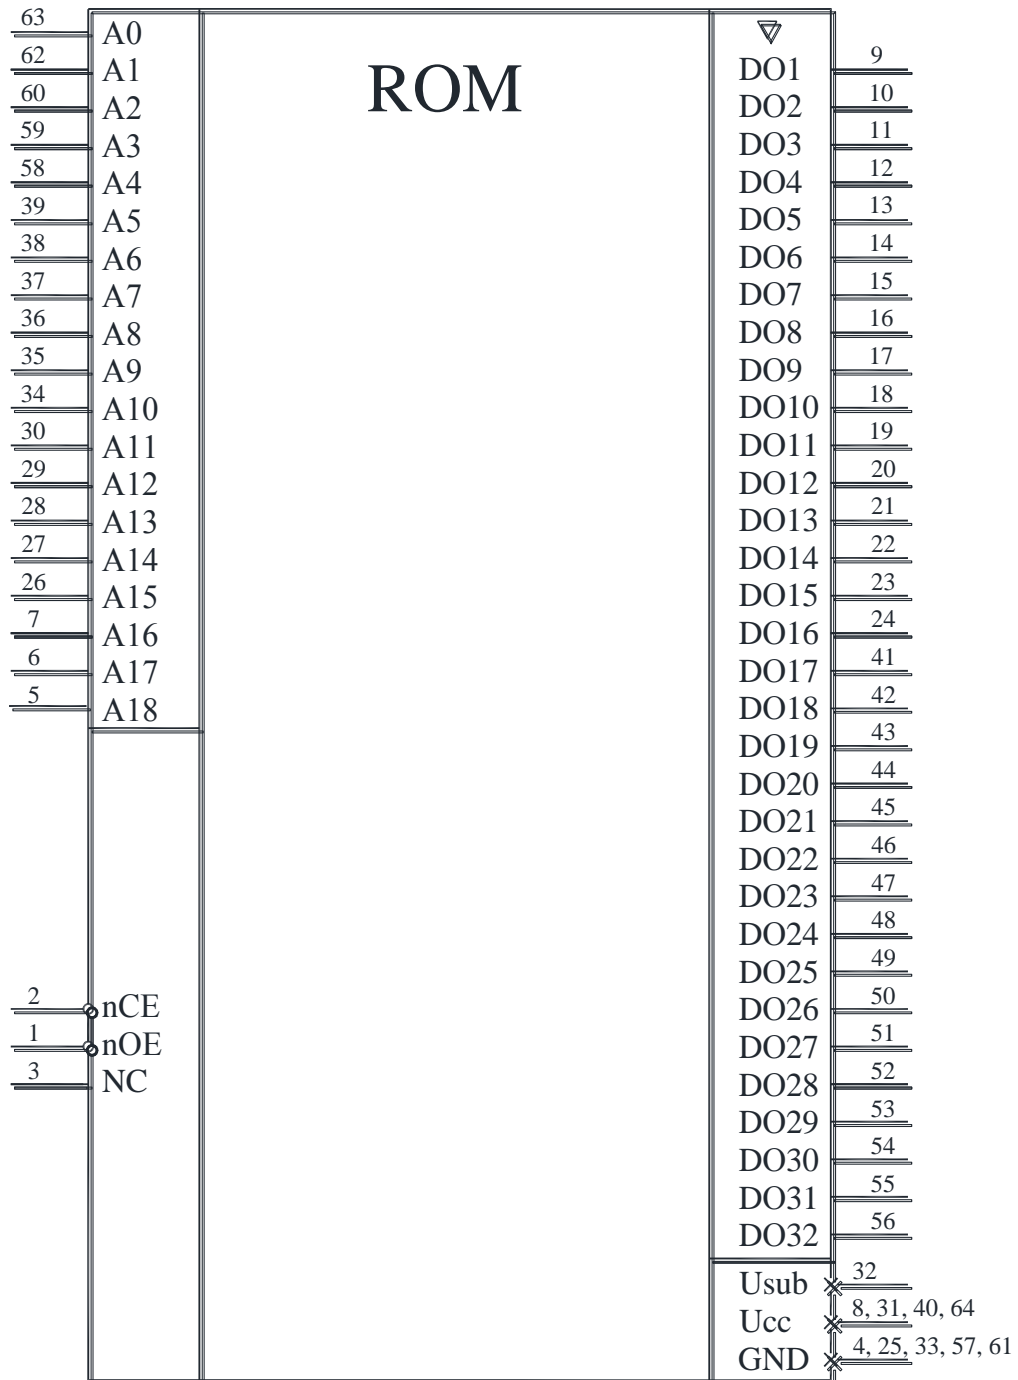 ROM
63 A0
62 A1
60 A2
59 A3
58 A4
39 A5
38 A6
37 A7
36 A8
35 A9
34 A10
30 A11
29 A12
28 A13
27 A14
26 A15
7 A16
6 A17
5 A18
2 nCE
1 nOE
3 NC
DO1 9
DO2 10
DO3 11
DO4 12
DO5 13
DO6 14
DO7 15
DO8 16
DO9 17
DO10 18
DO11 19
DO12 20
DO13 21
DO14 22
DO15 23
DO16 24
DO17 41
DO18 42
DO19 43
DO20 44
DO21 45
DO22 46
DO23 47
DO24 48
DO25 49
DO26 50
DO27 51
DO28 52
DO29 53
DO30 54
DO31 55
DO32 56
Usub 32
Ucc 8, 31, 40, 64
GND 4, 25, 33, 57, 61